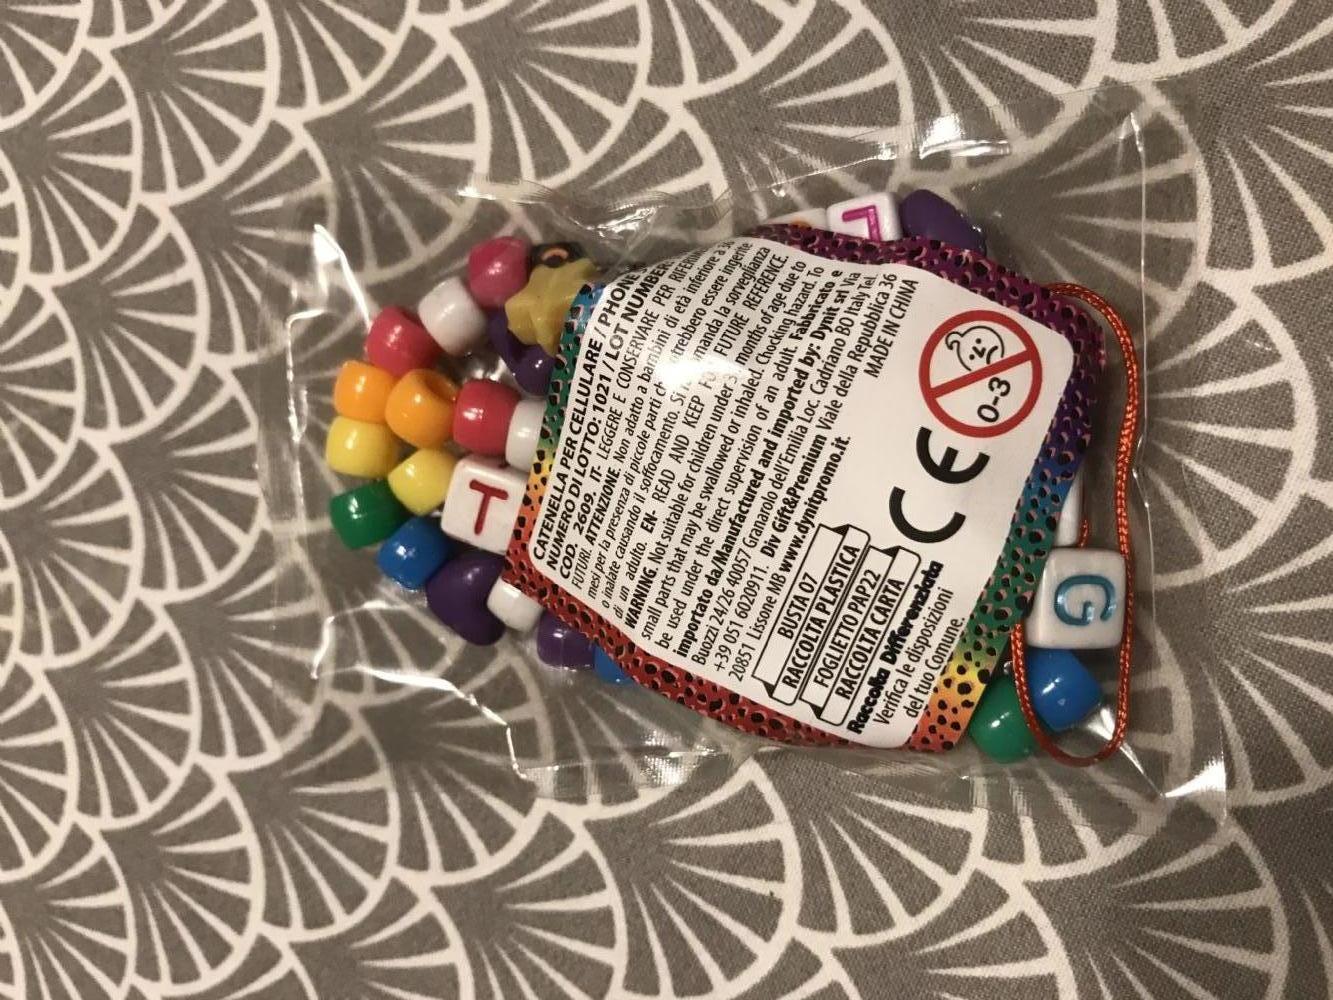 CATENELLA PER CELLULARE / PHONE
NUMERO DI LOTTO: 1021 / LOT NUMBER
COD. 2609. IT- LEGGERE E CONSERVARE PER
FUTURI. ATTENZIONE. Non adatto a bambini di età inferiore a 36
mesi per la presenza di piccole parti essere ingerite
o inalate causando il soffocamento. la sorveglianza
di un adulto. EN- READ AND KEEP FUTURE REFERENCE.
WARNING. Not suitable for children under months of age due to
small parts that may be swallowed or inhaled. Chocking hazard. To
be used under the direct supervision of an adult. Fabbricato e
importato da/Manufactured and imported by: Dynit srl Via
Buozzi 24/26 40057 Granarolo dell'Emilia Loc. Cadriano BO Italy Tel.
+39 051 6020911. Div Gift&Premium Viale della Repubblica 36
20851 Lissone MB www.dynitpromo.it.
MADE IN CHINA
0-3
CE
BUSTA 07
RACCOLTA PLASTICA
FOGLIETTO PAP22
RACCOLTA CARTA
Raccolta Differenziata
Verifica le disposizioni
del tuo Comune.
T
G